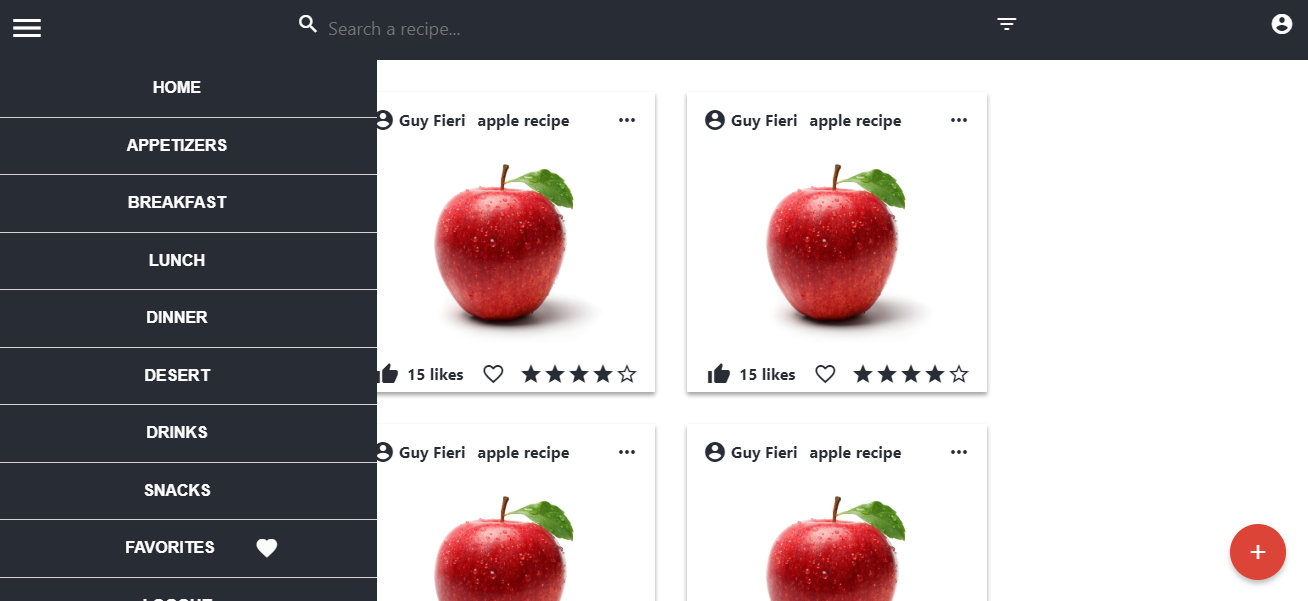 Search a recipe...
HOME
APPETIZERS
BREAKFAST
LUNCH
DINNER
DESERT
DRINKS
SNACKS
FAVORITES
Guy Fieri apple recipe
15 likes
Guy Fieri apple recipe
15 likes
Guy Fieri apple recipe
Guy Fieri apple recipe